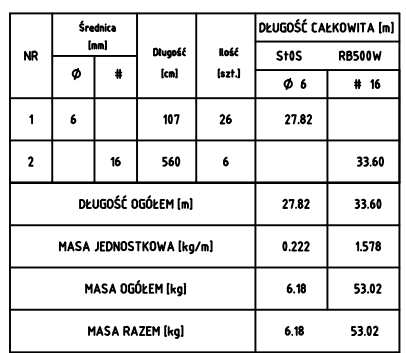 NR Średnica [mm] Długość [cm] Ilość [szt.] DŁUGOŚĆ CAŁKOWITA [m]
St0S RB500W
Ø # Ø 6 # 16
1 6 107 26 27.82
2 16 560 6 33.60
DŁUGOŚĆ OGÓŁEM [m] 27.82 33.60
MASA JEDNOSTKOWA [kg/m] 0.222 1.578
MASA OGÓŁEM [kg] 6.18 53.02
MASA RAZEM [kg] 6.18 53.02